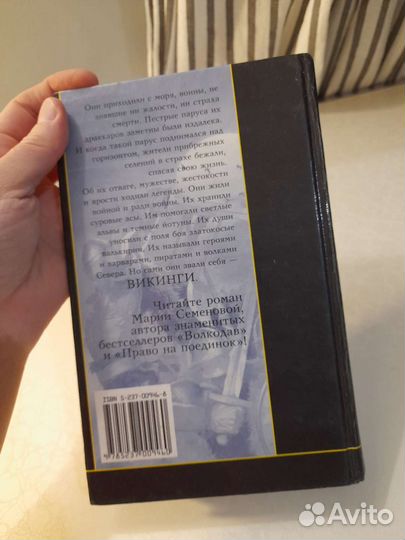 Они приходили с моря, воины, не
знавшие ни жалости, ни страха
смерти. Пестрые паруса их
драккаров заметны были издалека.
И когда такой парус поднимался над
горизонтом, жители прибрежных
селений в страхе бежали,
спасая свою жизнь.
Об их отваге, мужестве, жестокости
и ярости ходили легенды. Они жили
войной и ради войны. Их хранили
суровые асы. Им помогали светлые
альвы и темные йотуны. Их души
уносили с поля боя златокосые
валькирии. Их называли героями
и варварами, пиратами и волками
Севера. Но сами они звали себя —
ВИКИНГИ.
Читайте роман
Марии Семеновой,
автора знаменитых
бестселлеров «Волкодав»
и «Право на поединок»!
ISBN 5-237-00946-8
9785237009460
Avito